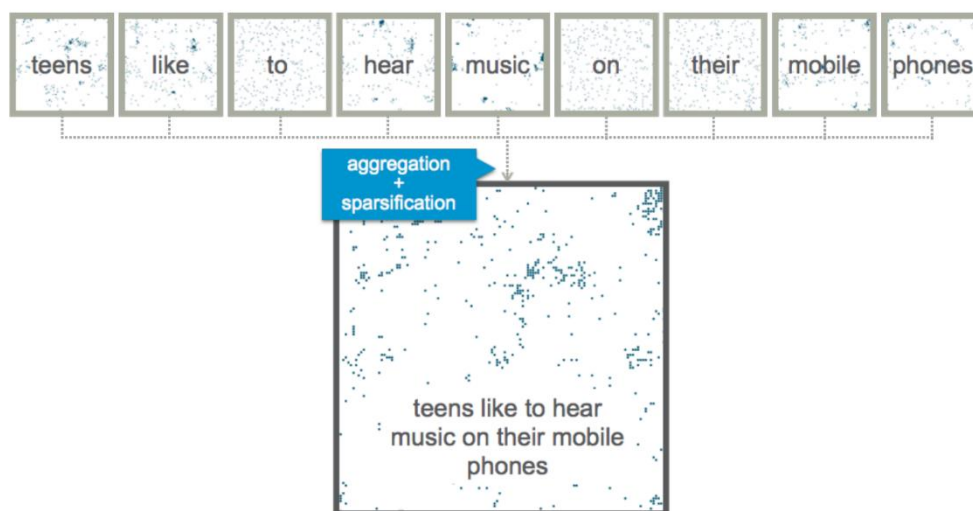 teens like to hear music on their mobile phones
aggregation
+
sparsification
teens like to hear
music on their mobile
phones